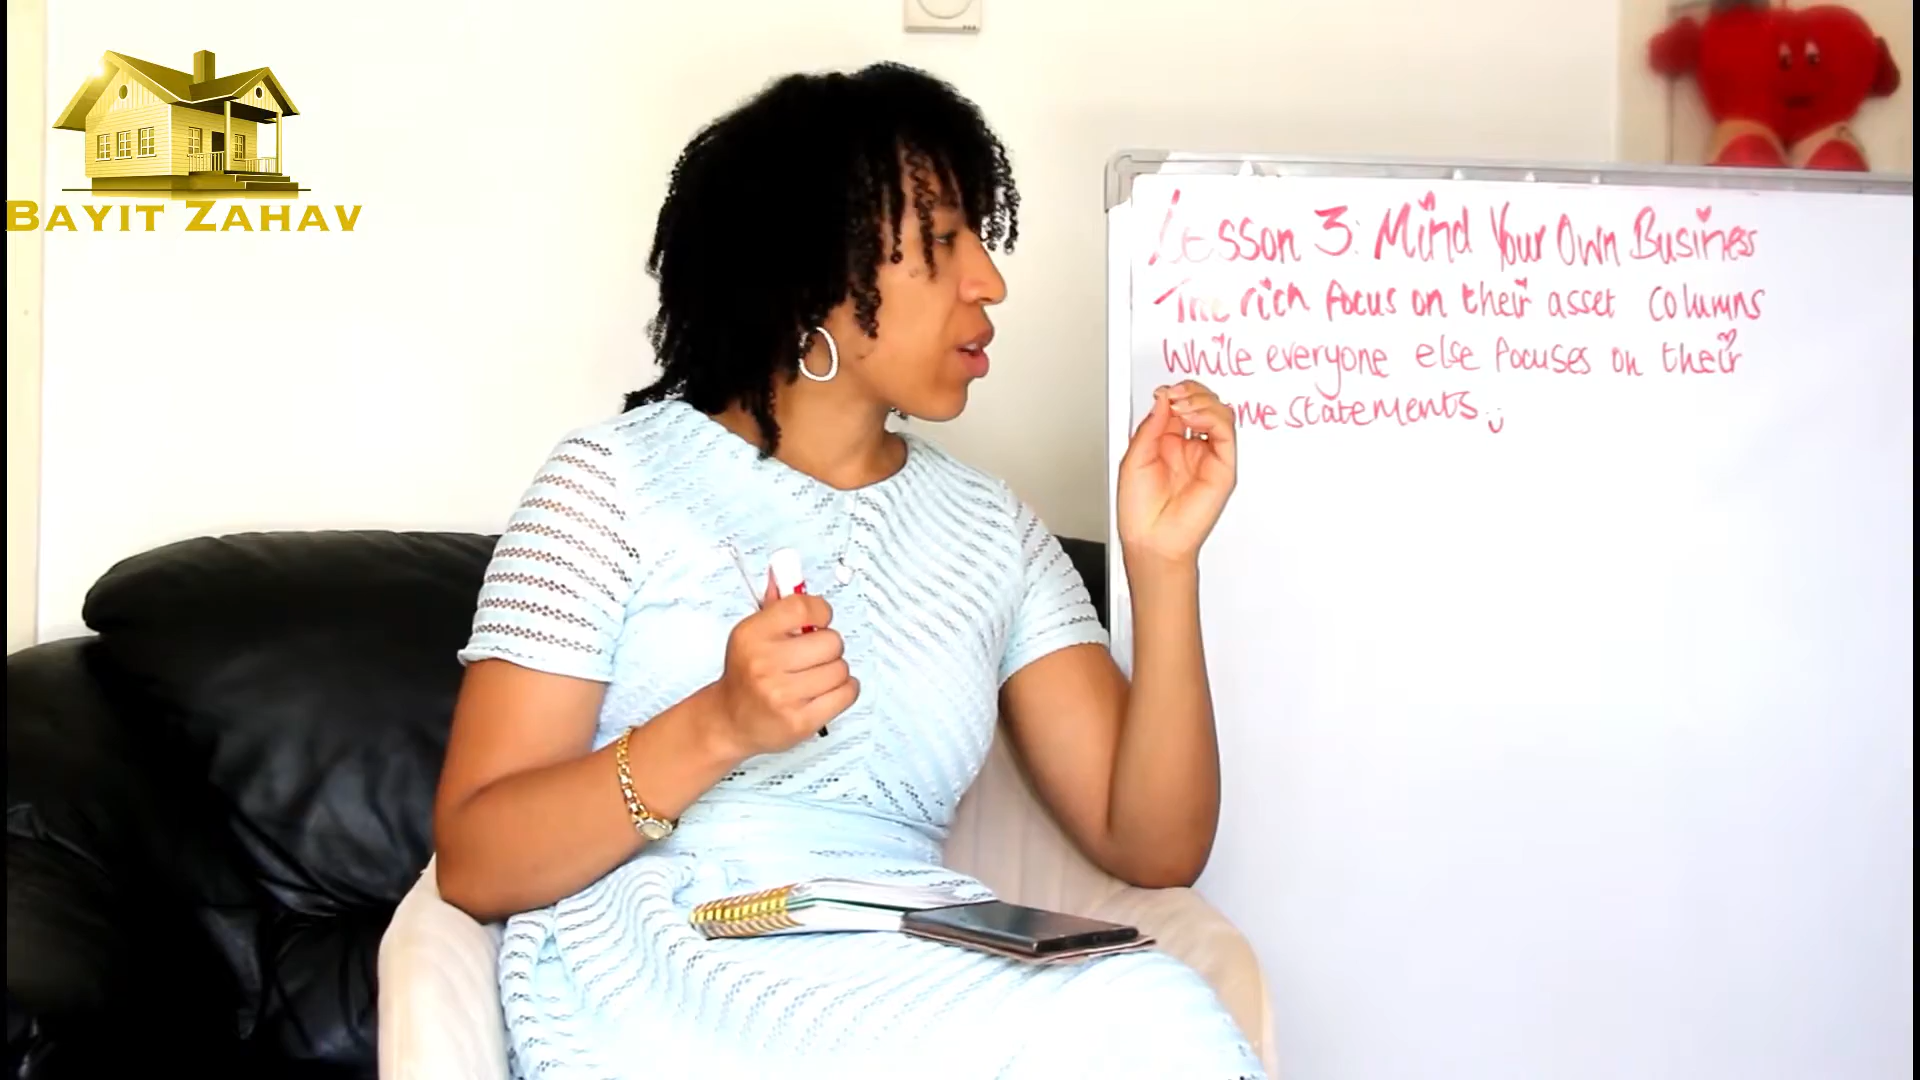 BAYIT ZAHAV
Lesson 3: Mind Your Own Business
The rich focus on their asset columns
While everyone else focuses on their
ome statements.